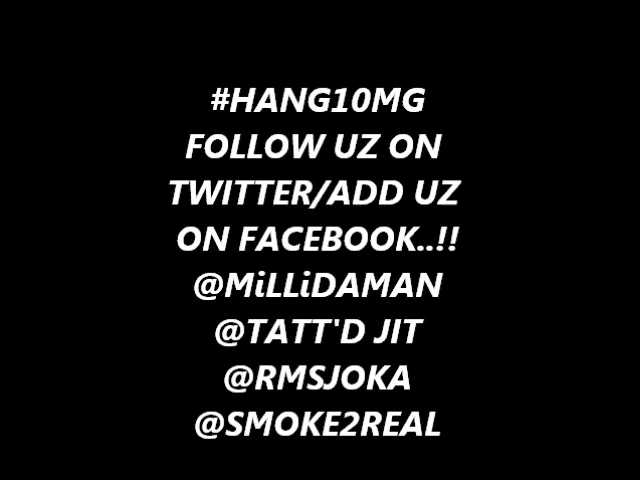 #HANG10MG
FOLLOW UZ ON
TWITTER/ADD UZ
ON FACEBOOK..!!
@MiLLiDAMAN
@TATT'D JIT
@RMSJOKA
@SMOKE2REAL